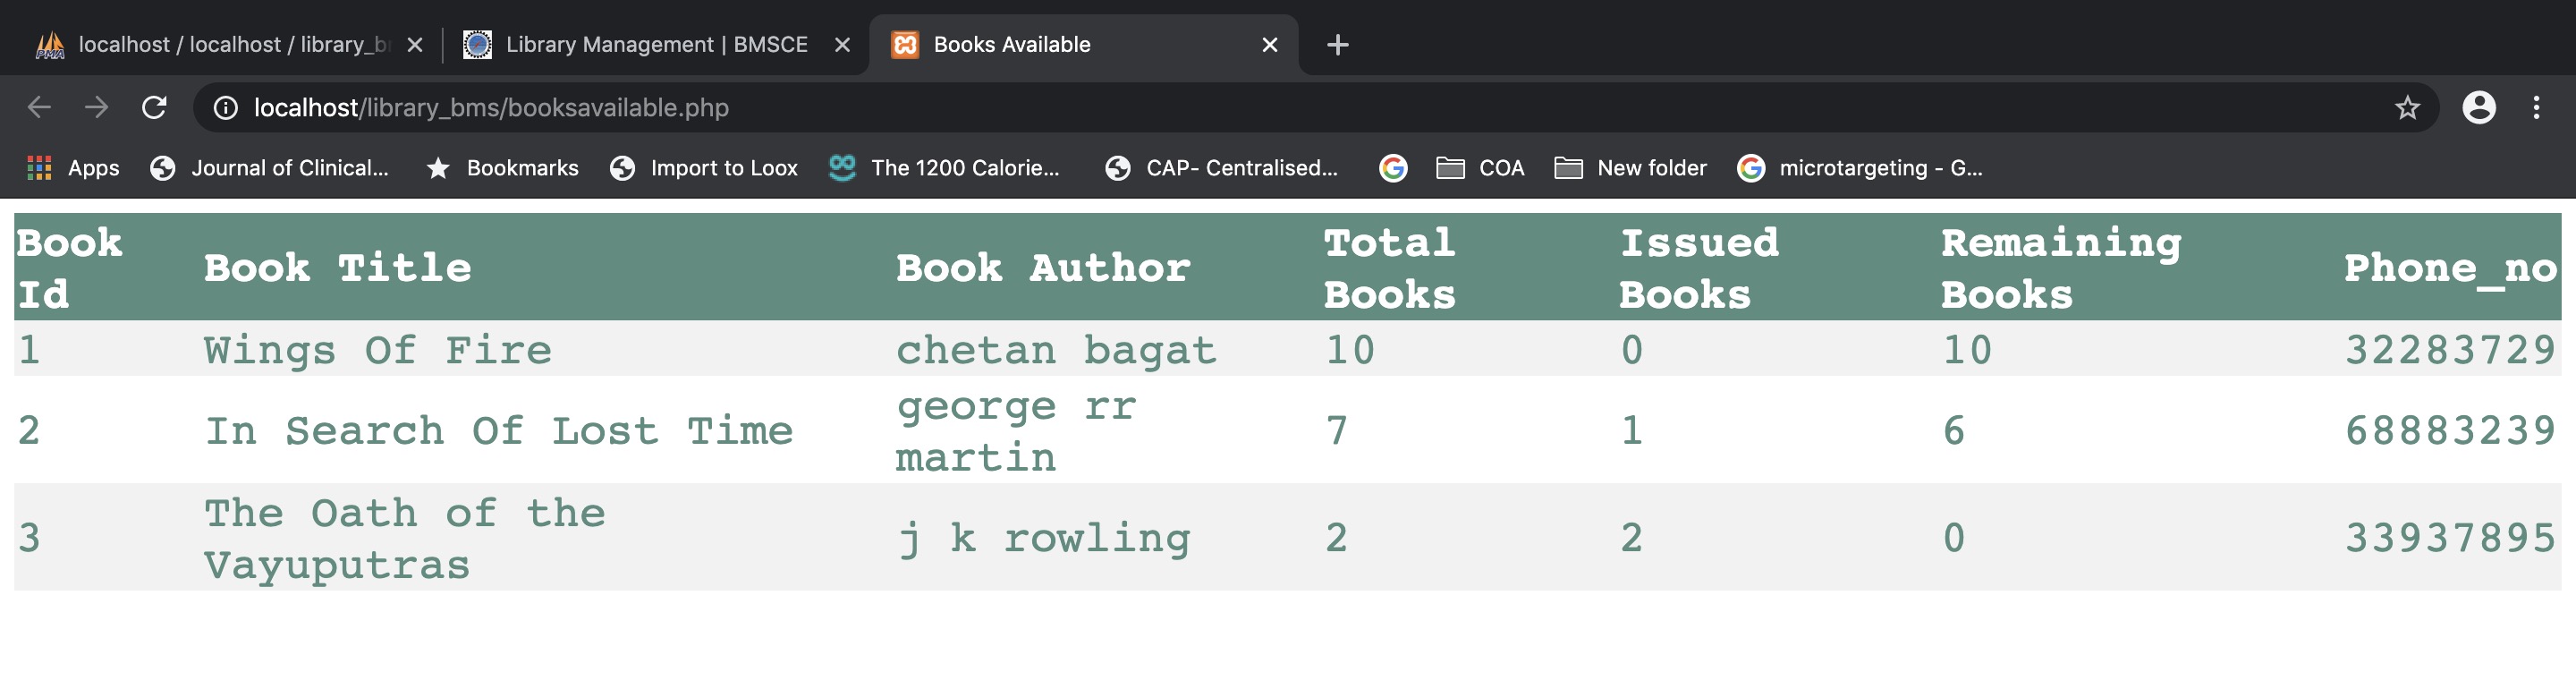 localhost / localhost / library_b
Library Management | BMSCE
Books Available
localhost/library_bms/booksavailable.php
Apps
Journal of Clinical...
Bookmarks
Import to Loox
The 1200 Calorie...
CAP- Centralised...
COA
New folder
microtargeting - G...
Book Id Book Title Book Author Total Books Issued Books Remaining Books Phone_no
1 Wings Of Fire chetan bagat 10 0 10 32283729
2 In Search Of Lost Time george rr martin 7 1 6 68883239
3 The Oath of the Vayuputras j k rowling 2 2 0 33937895